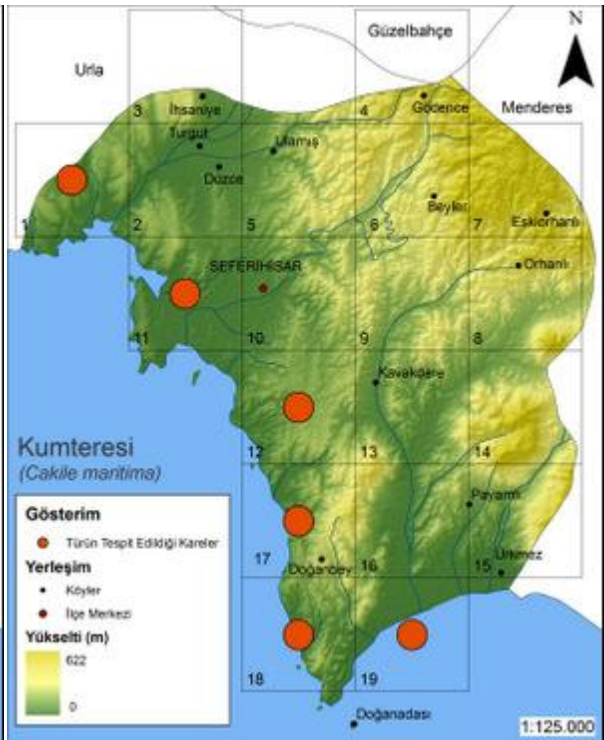 Güzelbahçe
N
Urla
İhsaniye
Gödence
Menderes
3
4
Turgut
Ulamış
Düzce
Beyler
Eskiorhanlı
1
2
5
6
7
SEFERİHİSAR
Orhanlı
11
10
9
8
Kavakdere
Kumteresi
(Cakile maritima)
12
13
14
Payamlı
Gösterim
Türün Tespit Edildiği Kareler
Yerleşim
Köyler
İlçe Merkezi
Yükselti (m)
622
0
17
Doğanbey
16
15
Ürkmez
18
19
Doğanadası
1:125.000